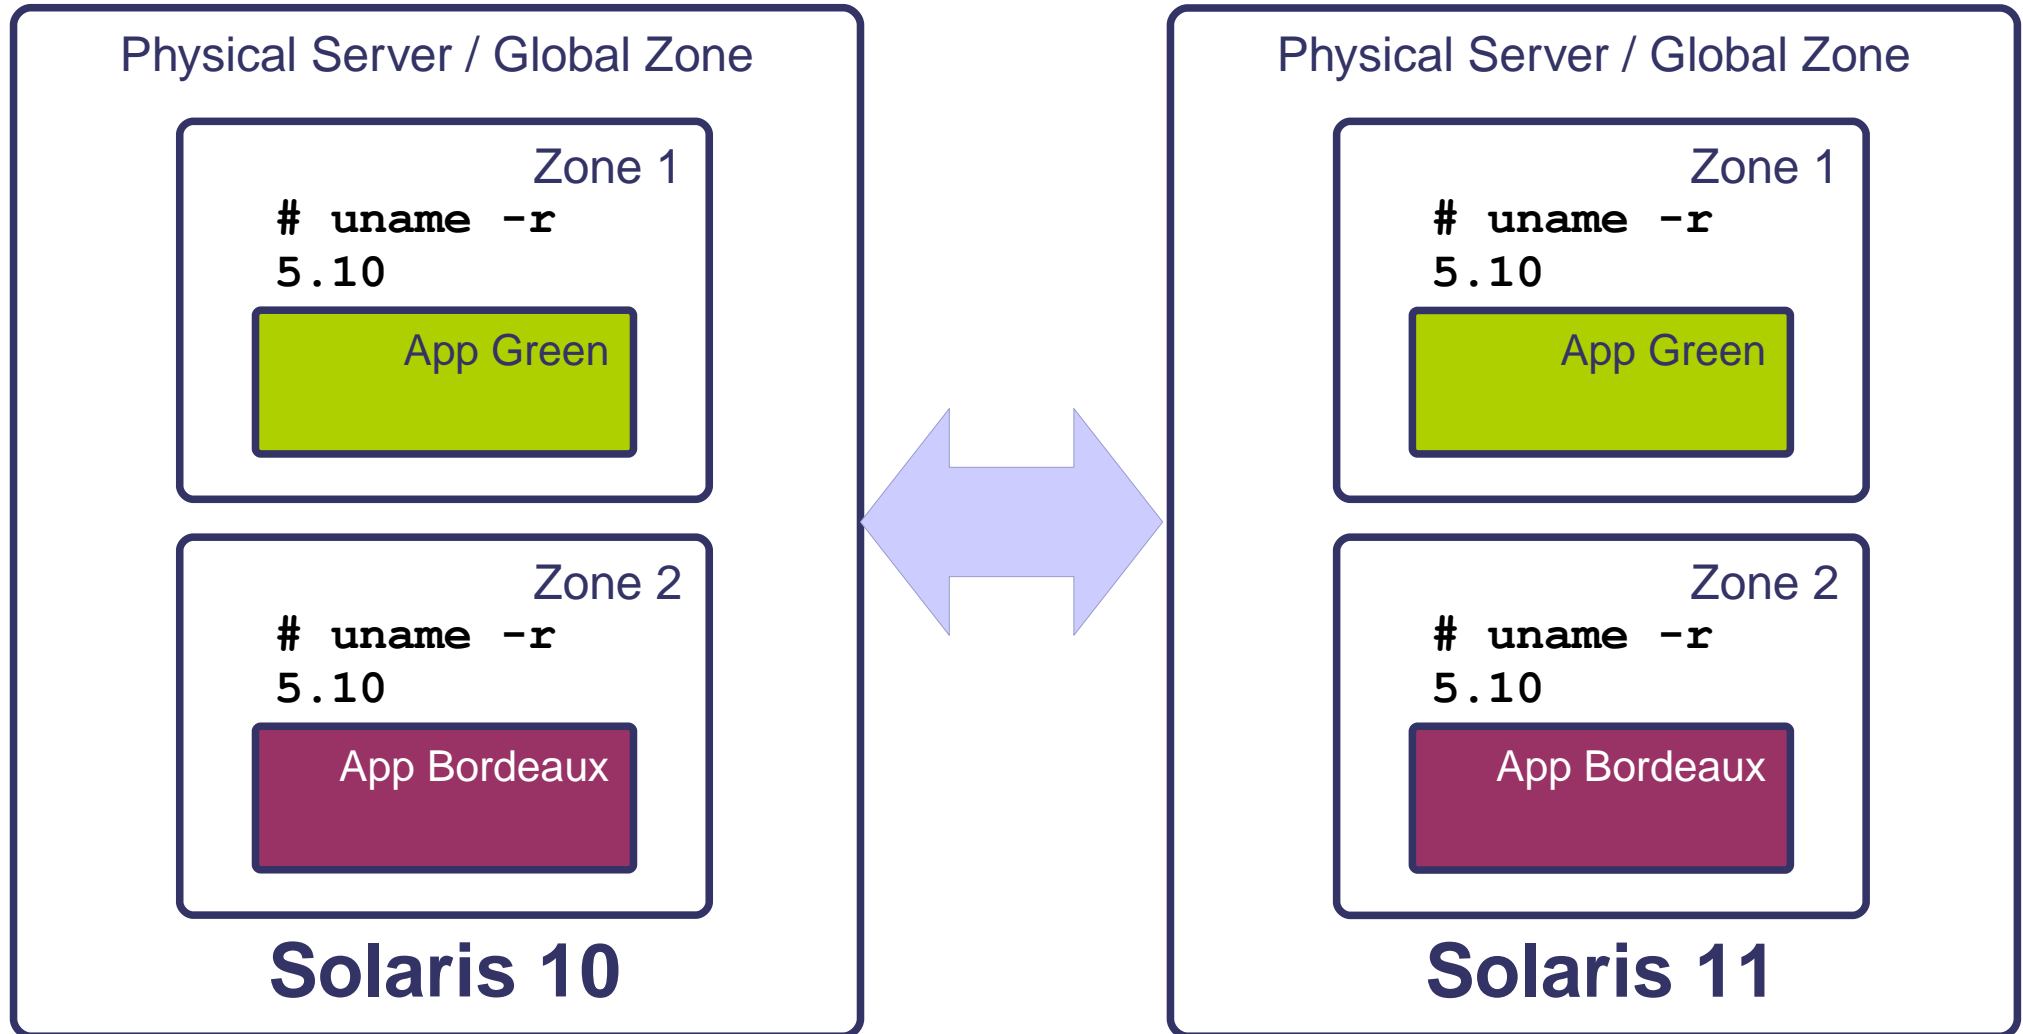 Physical Server / Global Zone
Zone 1
# uname -r
5.10
App Green
Zone 2
# uname -r
5.10
App Bordeaux
Solaris 10
Physical Server / Global Zone
Zone 1
# uname -r
5.10
App Green
Zone 2
# uname -r
5.10
App Bordeaux
Solaris 11